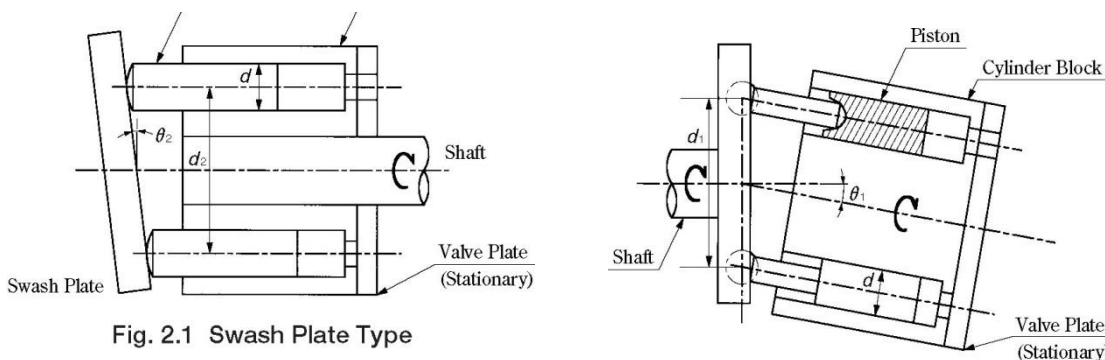 d
θ₂
d₂
Shaft
Swash Plate
Valve Plate
(Stationary)
Fig. 2.1 Swash Plate Type
Piston
Cylinder Block
d₁
θ₁
Shaft
d
Valve Plate
(Stationary)